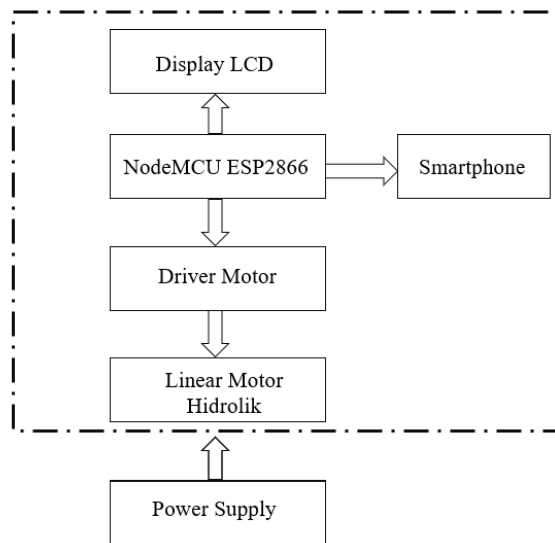 Display LCD
NodeMCU ESP2866
Smartphone
Driver Motor
Linear Motor
Hidrolik
Power Supply